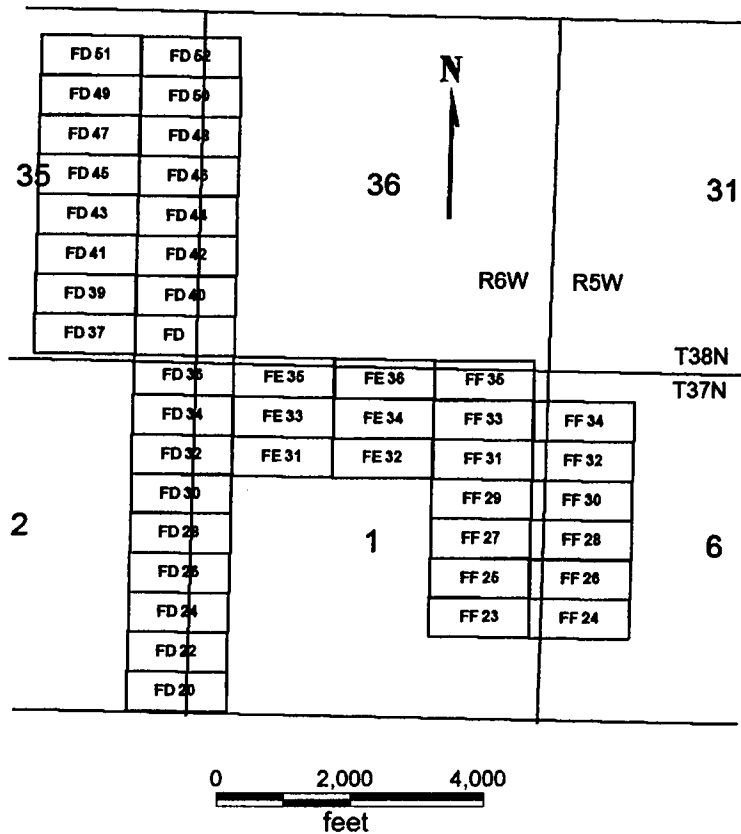 FD 51 FD 52
N
FD 49 FD 50
FD 47 FD 48
35 FD 45 FD 46 36 31
FD 43 FD 44
FD 41 FD 42
R6W R5W
FD 39 FD 40
FD 37 FD
T38N
FD 36 FE 35 FE 36 FF 35
T37N
FD 34 FE 33 FE 34 FF 33 FF 34
FD 32 FE 31 FE 32 FF 31 FF 32
FD 30 FF 29 FF 30
2 FD 28 1 FF 27 FF 28 6
FD 26 FF 25 FF 26
FD 24 FF 23 FF 24
FD 22
FD 20
0 2,000 4,000
feet